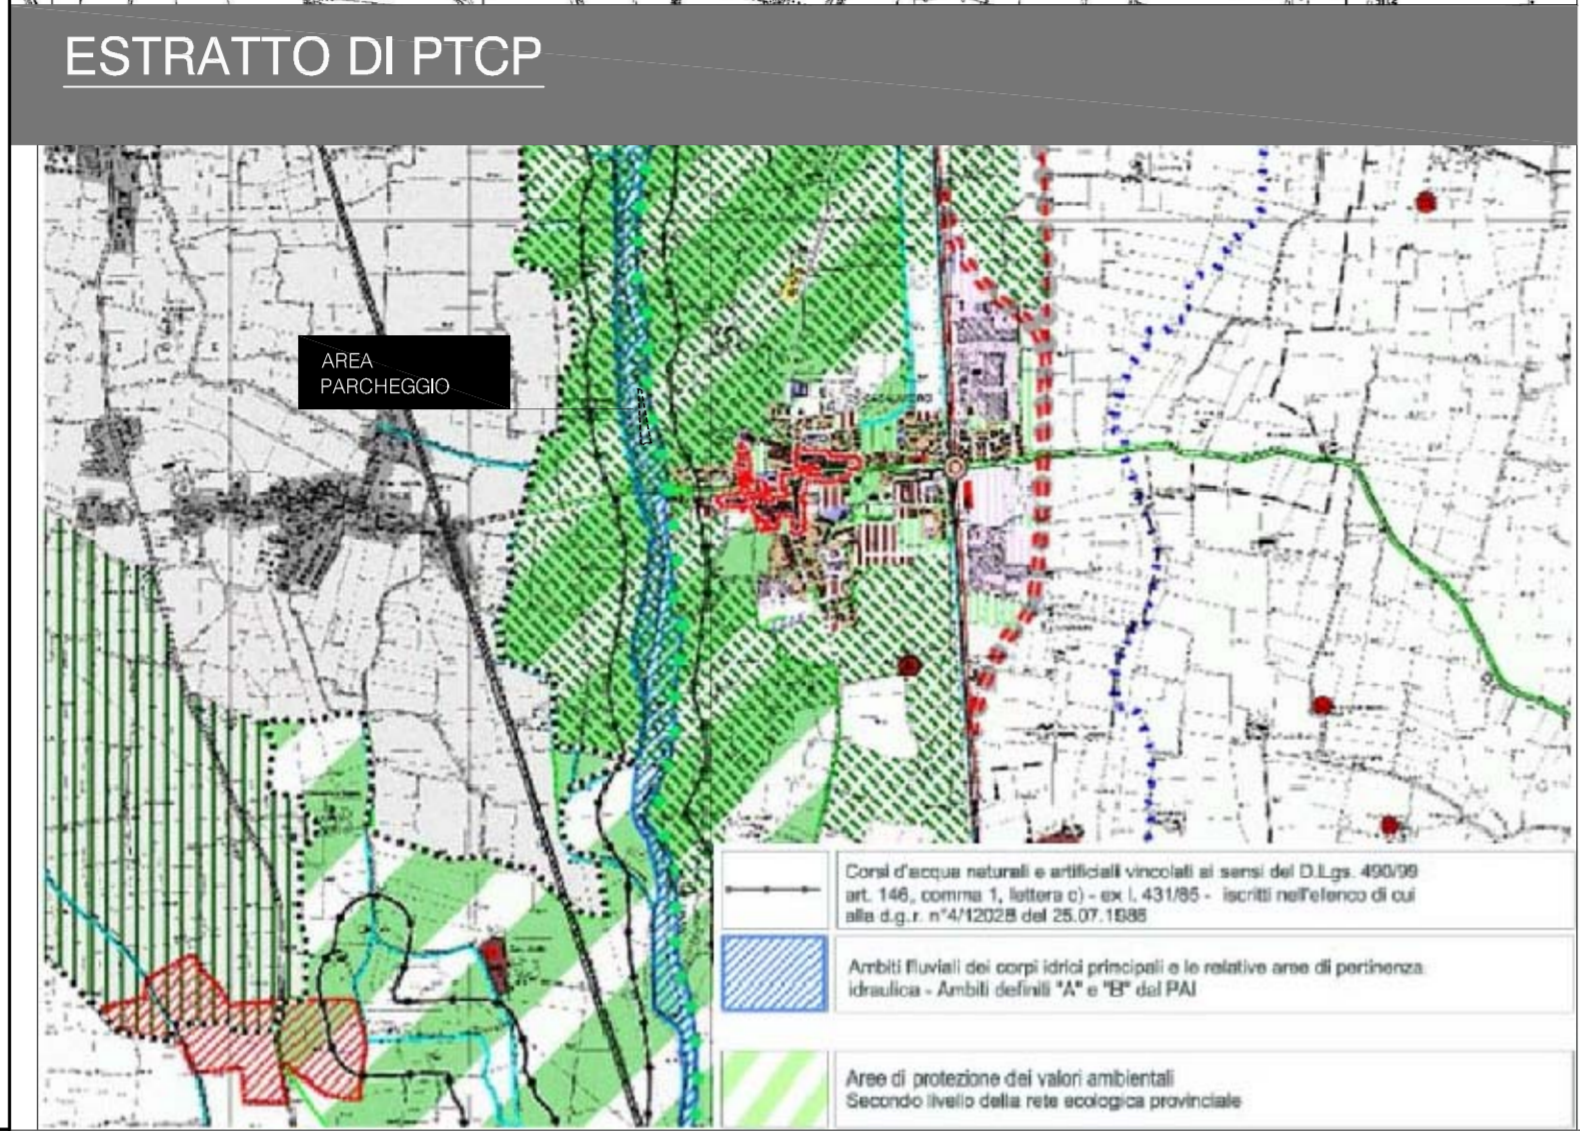 ESTRATTO DI PTCP
AREA
PARCHEGGIO
Corsi d'acqua naturali e artificiali vincolati ai sensi del D.Lgs. 490/99
art. 146, comma 1, lettera c) - ex l. 431/85 - iscritti nell'elenco di cui
alla d.g.r. n°4/12028 del 25.07.1986
Ambiti fluviali dei corpi idrici principali e le relative aree di pertinenza
idraulica - Ambiti definiti "A" e "B" dal PAI
Aree di protezione dei valori ambientali
Secondo livello della rete ecologica provinciale